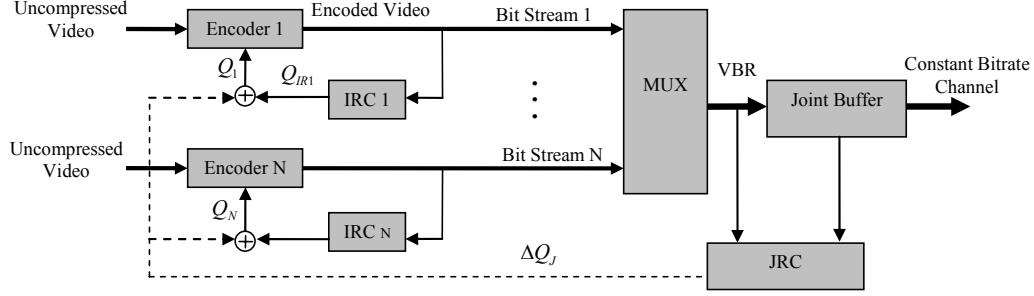 Uncompressed
Video
Encoder 1
Encoded Video
Bit Stream 1
Q1
QIR1
IRC 1
MUX
VBR
Joint Buffer
Constant Bitrate
Channel
Uncompressed
Video
Encoder N
Bit Stream N
QN
IRC N
ΔQJ
JRC